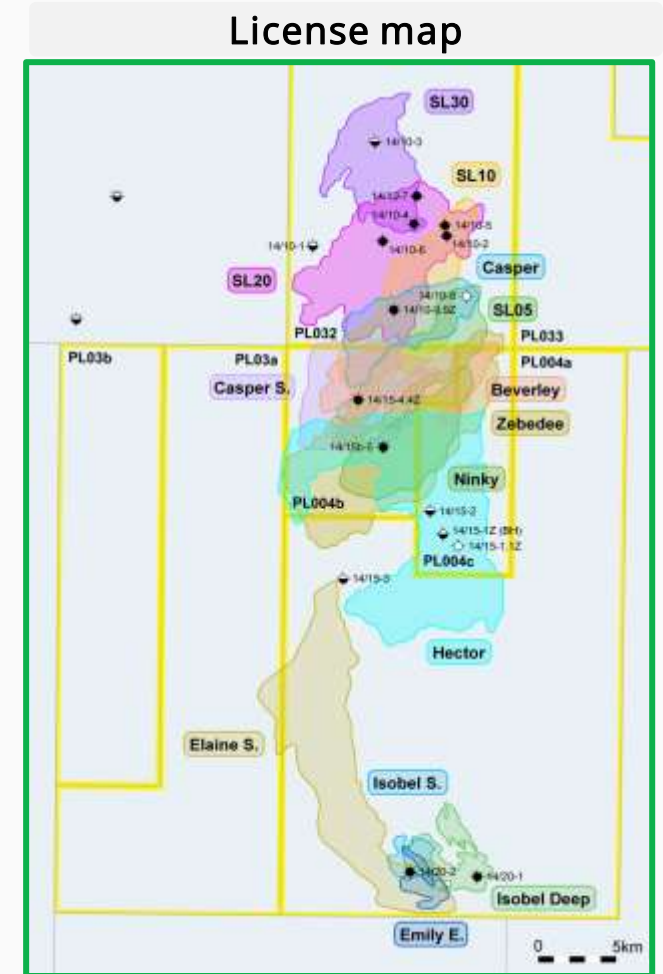 License map
SL30
14/10-3
SL10
14/10-7
14/10-4
14/10-5
14/10-2
14/10-1
14/10-6
Casper
SL20
14/10-8
SL05
PL032
PL033
PL03b
PL03a
PL004a
Casper S.
Beverley
14/15-4.4Z
Zebedee
14/15b-5
Ninky
PL004b
14/15-2
14/15-1Z (BH)
14/15-1.1Z
PL004c
14/15-3
Hector
Elaine S.
Isobel S.
14/20-2
14/20-1
Isobel Deep
Emily E.
0 5km